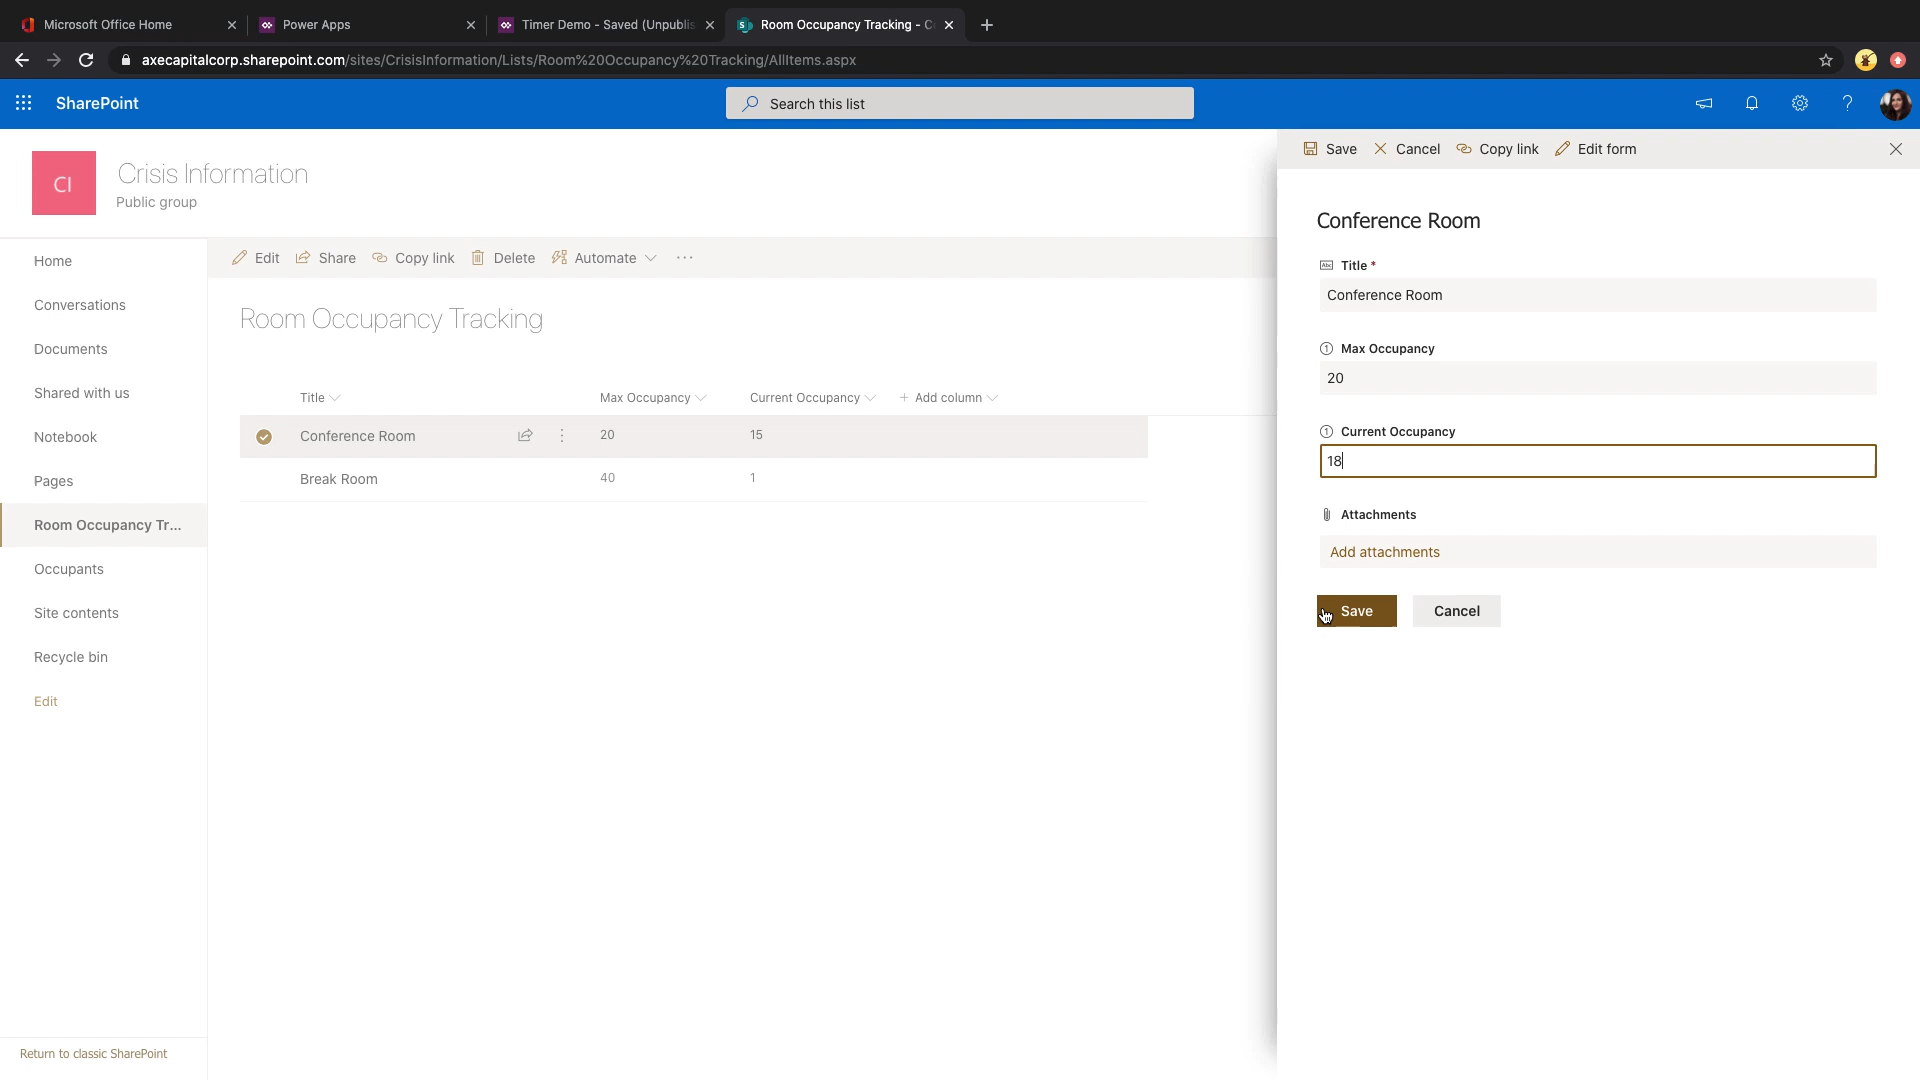 Microsoft Office Home
Power Apps
Timer Demo - Saved (Unpublis
Room Occupancy Tracking - C
axecapitalcorp.sharepoint.com/sites/CrisisInformation/Lists/Room%20Occupancy%20Tracking/AllItems.aspx
SharePoint
Search this list
CI
Crisis Information
Public group
Home
Conversations
Documents
Shared with us
Notebook
Pages
Room Occupancy Tr...
Occupants
Site contents
Recycle bin
Edit
Return to classic SharePoint
Edit
Share
Copy link
Delete
Automate
Room Occupancy Tracking
Title Max Occupancy Current Occupancy + Add column
Conference Room 20 15
Break Room 40 1
Save
Cancel
Copy link
Edit form
Conference Room
Abc Title *
Conference Room
1 Max Occupancy
20
1 Current Occupancy
18
Attachments
Add attachments
Save
Cancel